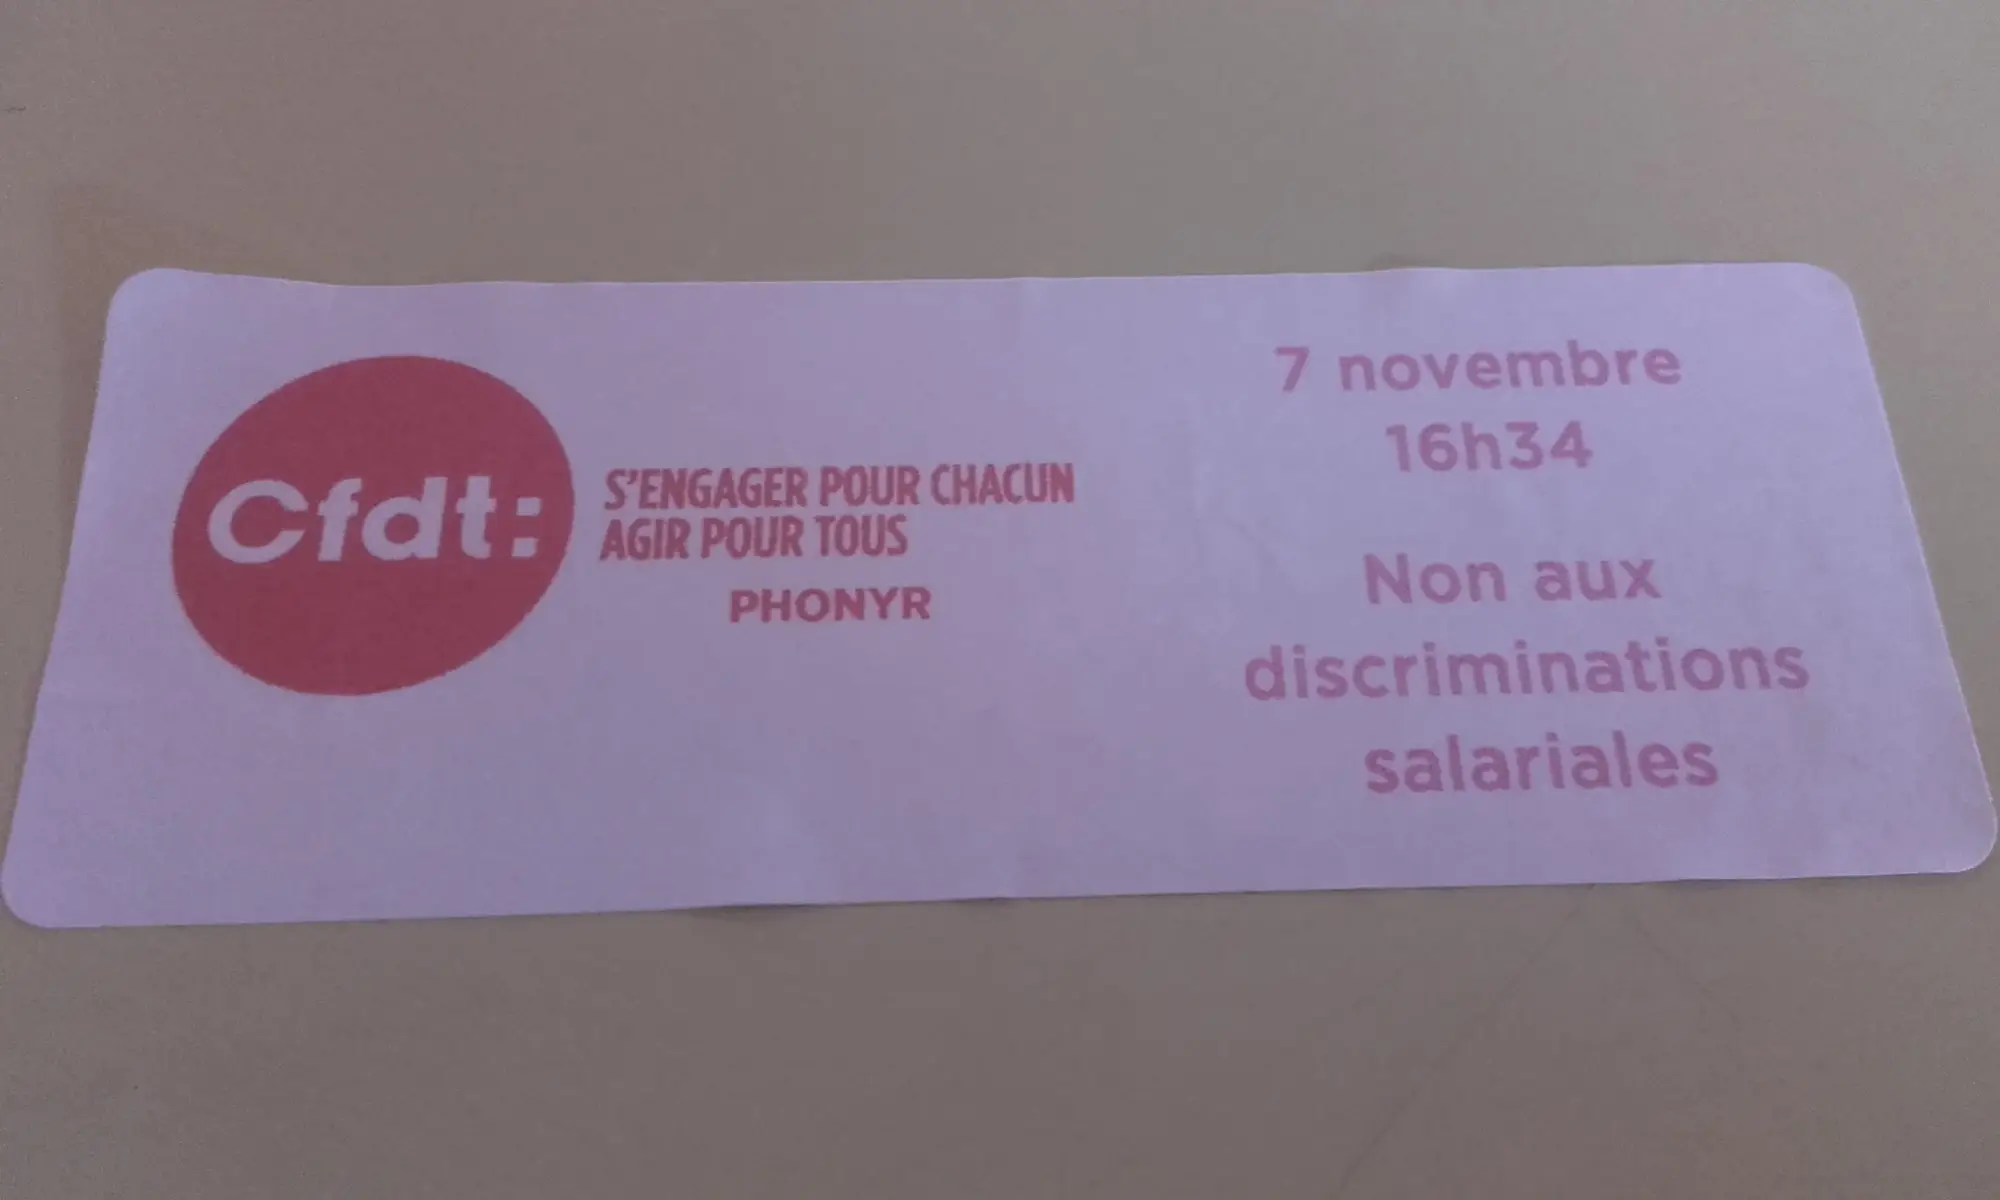 Cfdt:
S'ENGAGER POUR CHACUN
AGIR POUR TOUS
PHONYR
7 novembre
16h34
Non aux
discriminations
salariales